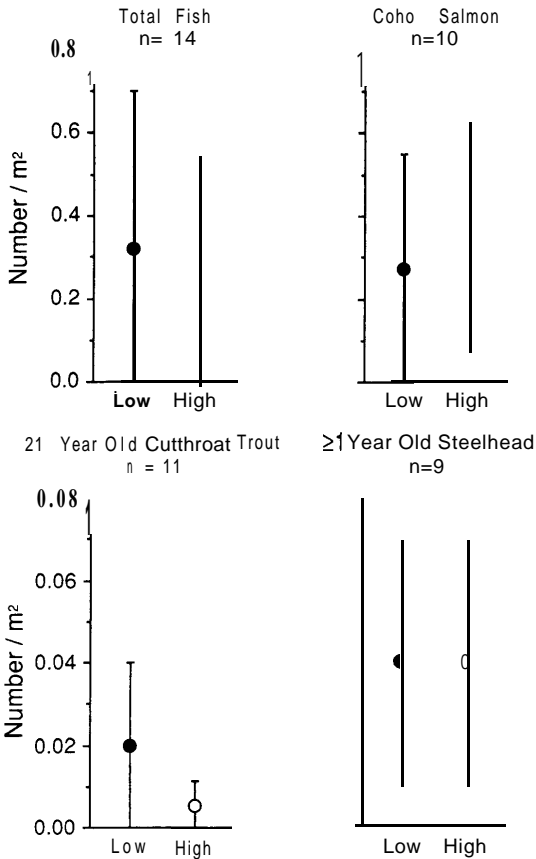 Total Fish
n= 14
Coho Salmon
n=10
0.8
0.6
0.4
0.2
0.0
Number / m²
Low High
Low High
21 Year Old Cutthroat Trout
n = 11
≥1 Year Old Steelhead
n=9
0.08
0.06
0.04
0.02
0.00
Number / m²
Low High
Low High